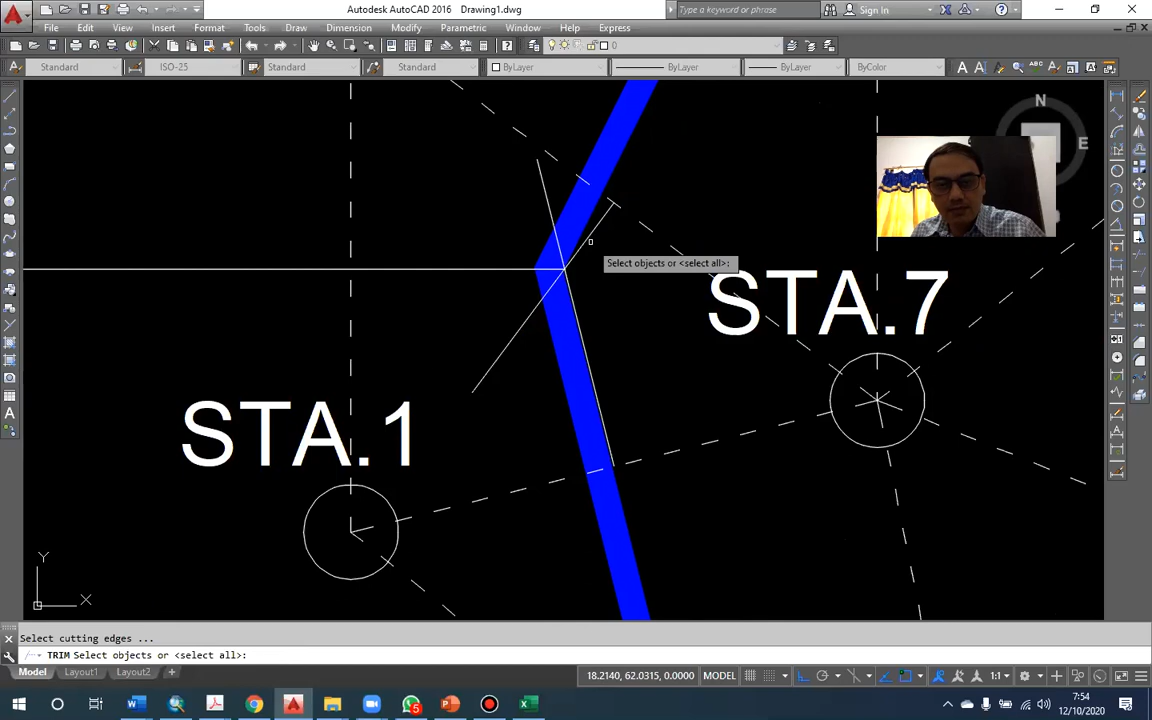 Autodesk AutoCAD 2016 Drawing1.dwg
Type a keyword or phrase
Sign In
File Edit View Insert Format Tools Draw Dimension Modify Parametric Window Help Express
0
Standard
ISO-25
Standard
Standard
ByLayer
ByLayer
ByLayer
ByColor
N
E
Select objects or <select all>:
STA.7
STA.1
Y
X
Select cutting edges ...
TRIM Select objects or <select all>:
Model Layout1 Layout2 +
18.2140, 62.0315, 0.0000 MODEL
1:1
5
7:54
12/10/2020
7